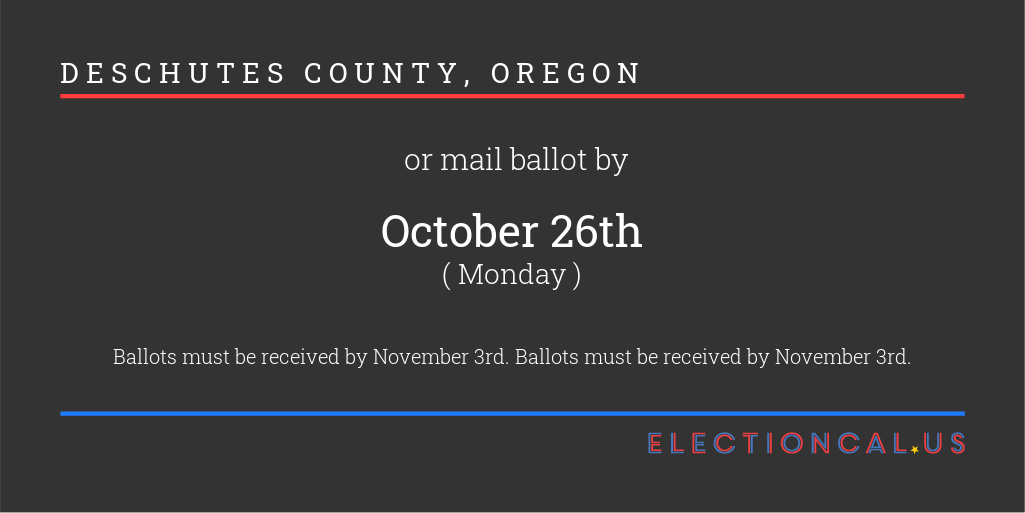 DESCHUTES COUNTY, OREGON
or mail ballot by
October 26th
( Monday )
Ballots must be received by November 3rd. Ballots must be received by November 3rd.
ELECTIONCAL.US